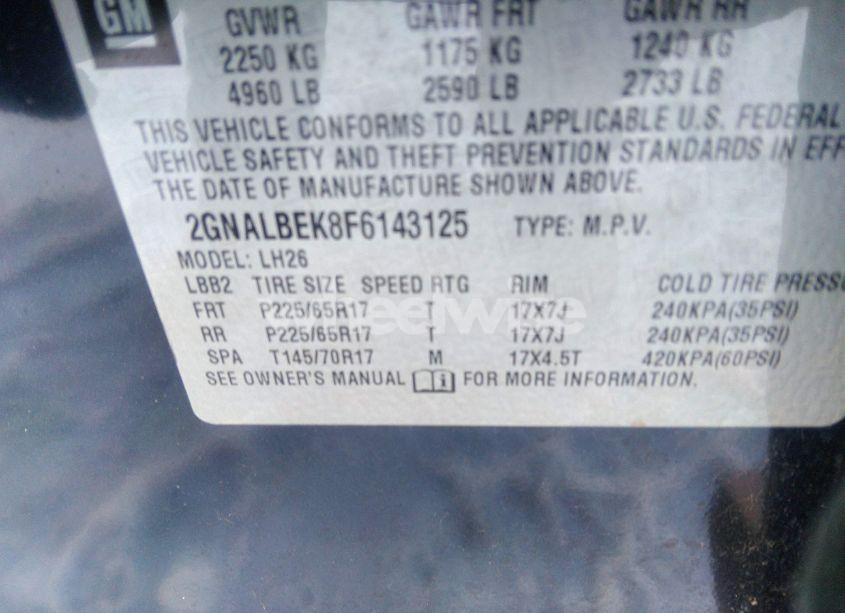 GM
GVWR GAWR FRT GAWR RR
2250 KG 1175 KG 1240 KG
4960 LB 2590 LB 2733 LB
THIS VEHICLE CONFORMS TO ALL APPLICABLE U.S. FEDERAL
VEHICLE SAFETY AND THEFT PREVENTION STANDARDS IN EFF
THE DATE OF MANUFACTURE SHOWN ABOVE.
2GNALBEK8F6143125 TYPE: M.P.V.
MODEL: LH26
LBB2 TIRE SIZE SPEED RTG RIM COLD TIRE PRESSU
FRT P225/65R17 T 17X7J 240KPA(35PSI)
RR P225/65R17 T 17X7J 240KPA(35PSI)
SPA T145/70R17 M 17X4.5T 420KPA(60PSI)
SEE OWNER'S MANUAL FOR MORE INFORMATION.